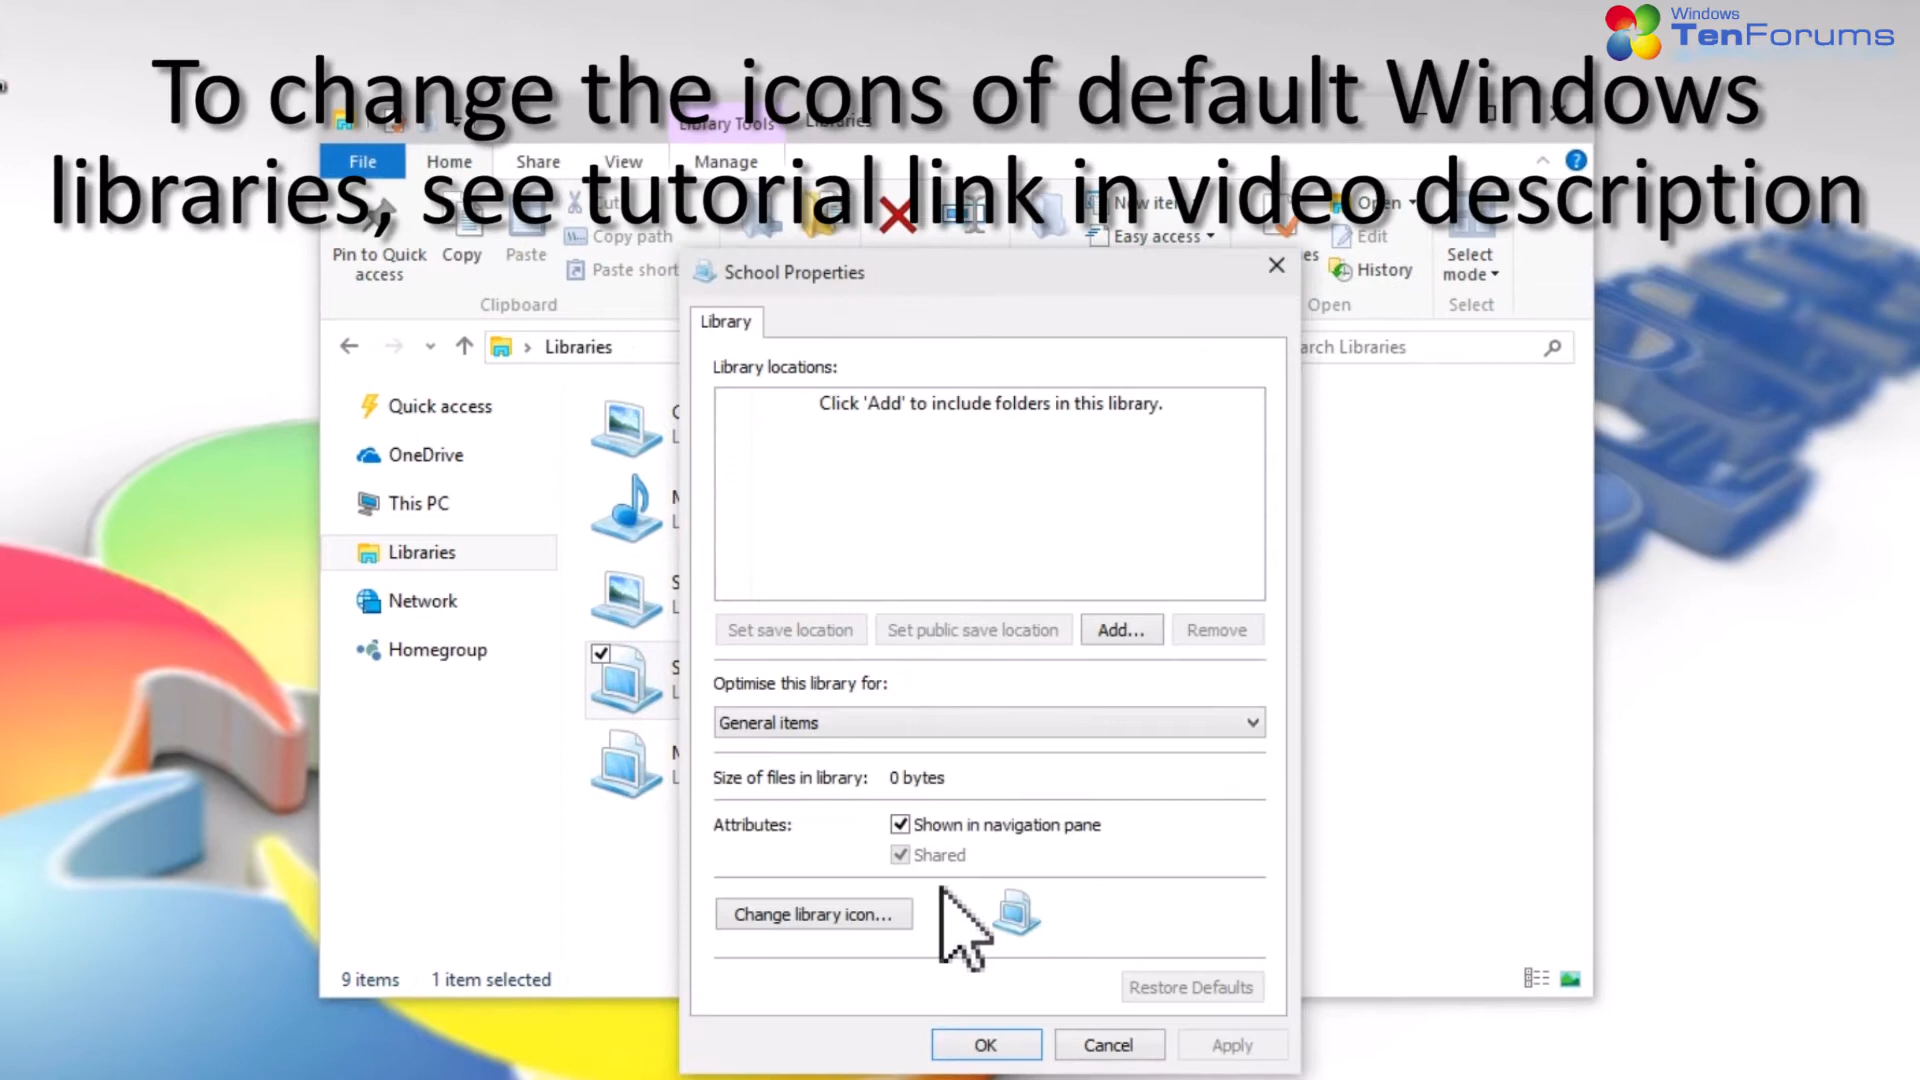 Windows
TenForums
To change the icons of default Windows
libraries, see tutorial link in video description
Library Tools
Libraries
File
Home
Share
View
Manage
Cut
New item
Open
Copy path
Easy access
Edit
Pin to Quick
access
Copy
Paste
Paste short
es
History
Select
mode
Clipboard
Open
Select
School Properties
Library
Libraries
arch Libraries
Library locations:
Click 'Add' to include folders in this library.
Quick access
OneDrive
This PC
Libraries
Network
Homegroup
Set save location
Set public save location
Add...
Remove
Optimise this library for:
General items
Size of files in library: 0 bytes
Attributes:
Shown in navigation pane
Shared
Change library icon...
9 items
1 item selected
Restore Defaults
OK
Cancel
Apply